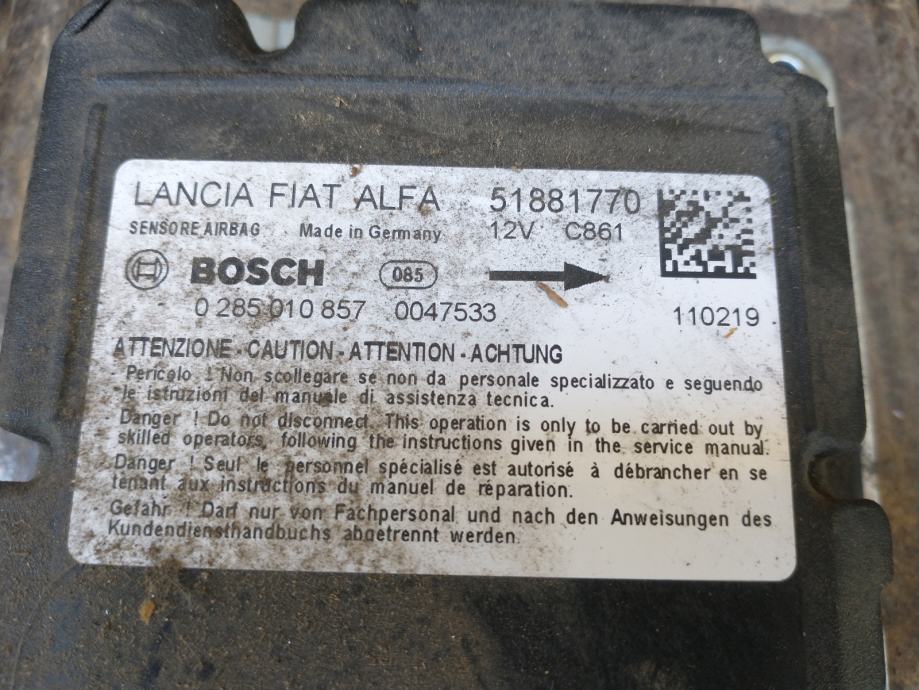 LANCIA FIAT ALFA 51881770
SENSORE AIRBAG Made in Germany 12V C861
BOSCH 085
0 285 010 857 0047533 110219
ATTENZIONE - CAUTION - ATTENTION - ACHTUNG
Pericolo ! Non scollegare se non da personale specializzato e seguendo
le istruzioni del manuale di assistenza tecnica.
Danger ! Do not disconnect. This operation is only to be carried out by
skilled operators, following the instructions given in the service manual.
Danger ! Seul le personnel spécialisé est autorisé à débrancher en se
tenant aux instructions du manuel de réparation.
Gefahr ! Darf nur von Fachpersonal und nach den Anweisungen des
Kundendiensthandbuchs abgetrennt werden.